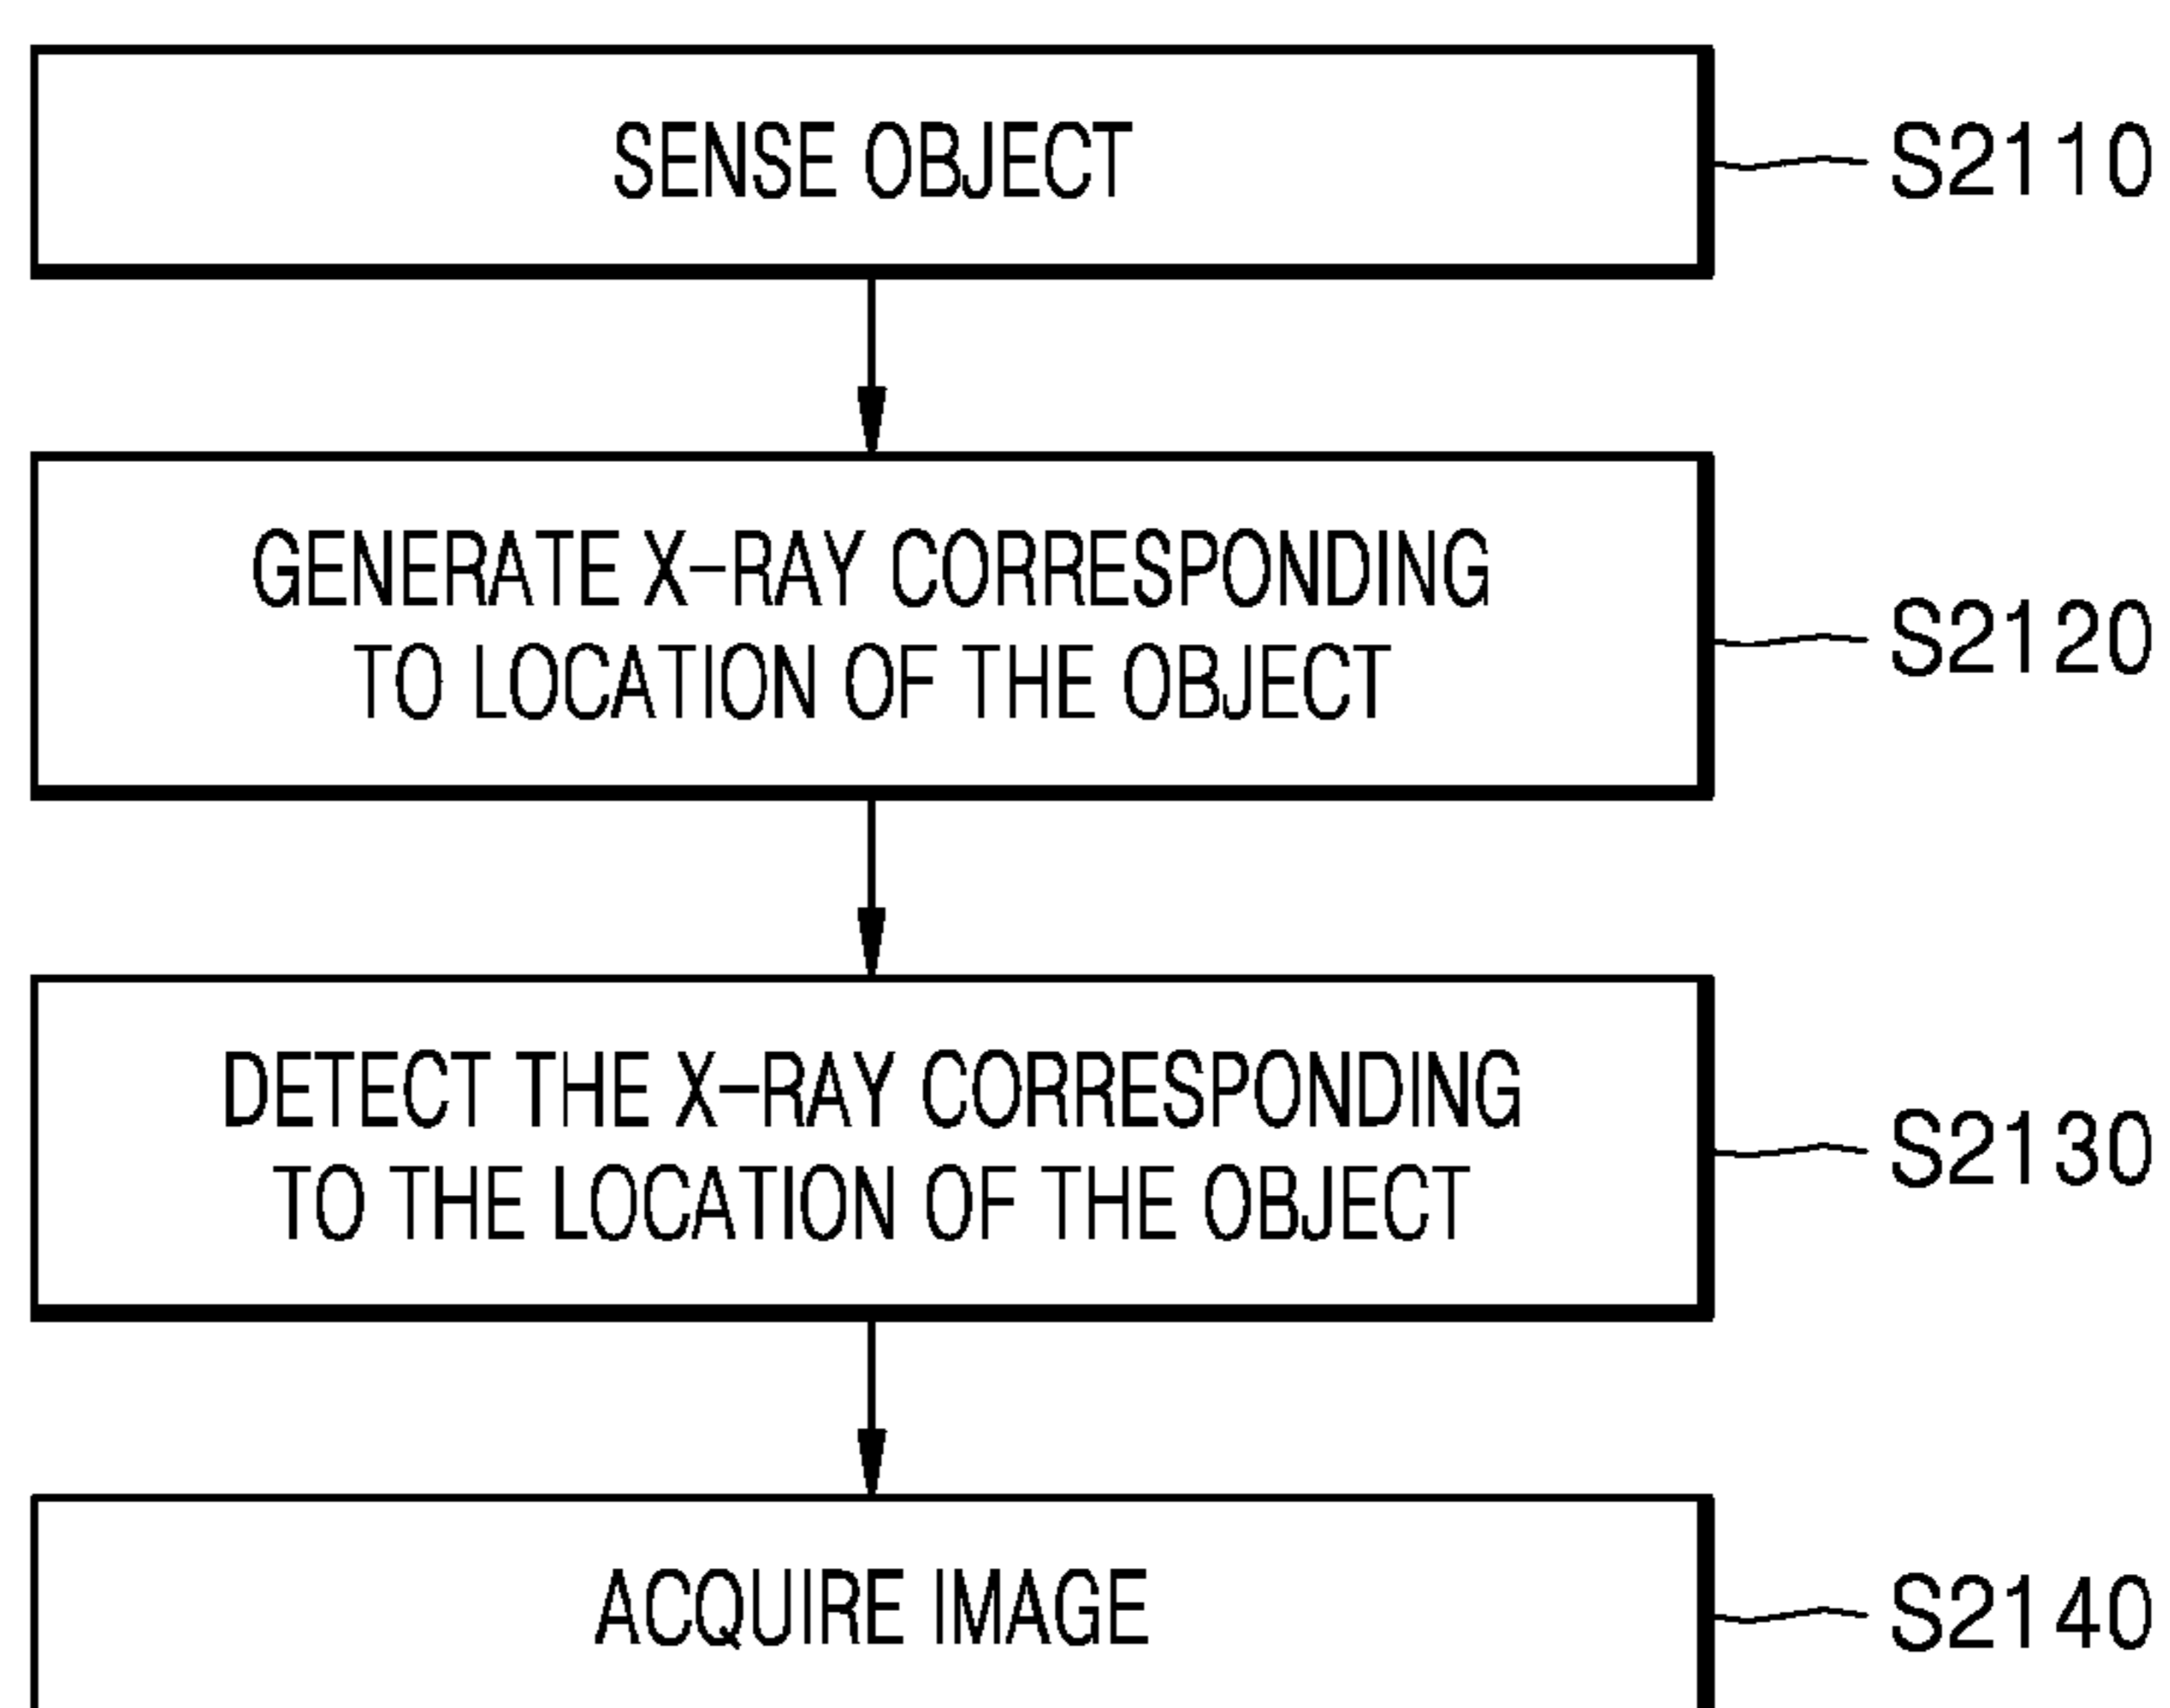 SENSE OBJECT
S2110
GENERATE X-RAY CORRESPONDING
TO LOCATION OF THE OBJECT
S2120
DETECT THE X-RAY CORRESPONDING
TO THE LOCATION OF THE OBJECT
S2130
ACQUIRE IMAGE
S2140